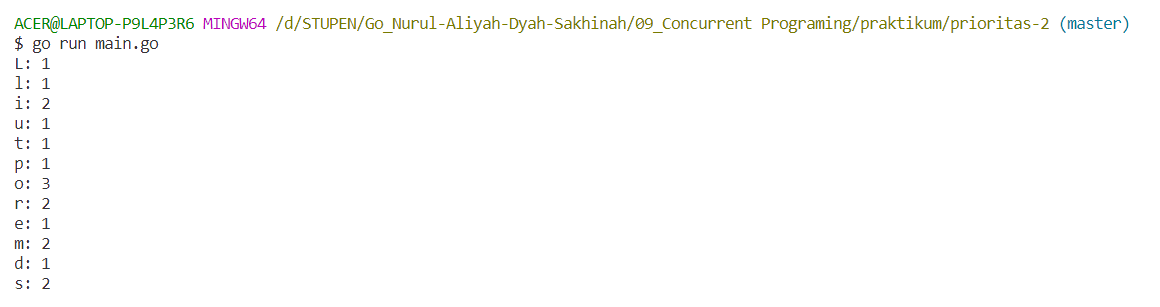 ACER@LAPTOP-P9L4P3R6 MINGW64 /d/STUPEN/Go_Nurul-Aliyah-Dyah-Sakhinah/09_Concurrent Programing/praktikum/prioritas-2 (master)
$ go run main.go
L: 1
l: 1
i: 2
u: 1
t: 1
p: 1
o: 3
r: 2
e: 1
m: 2
d: 1
s: 2